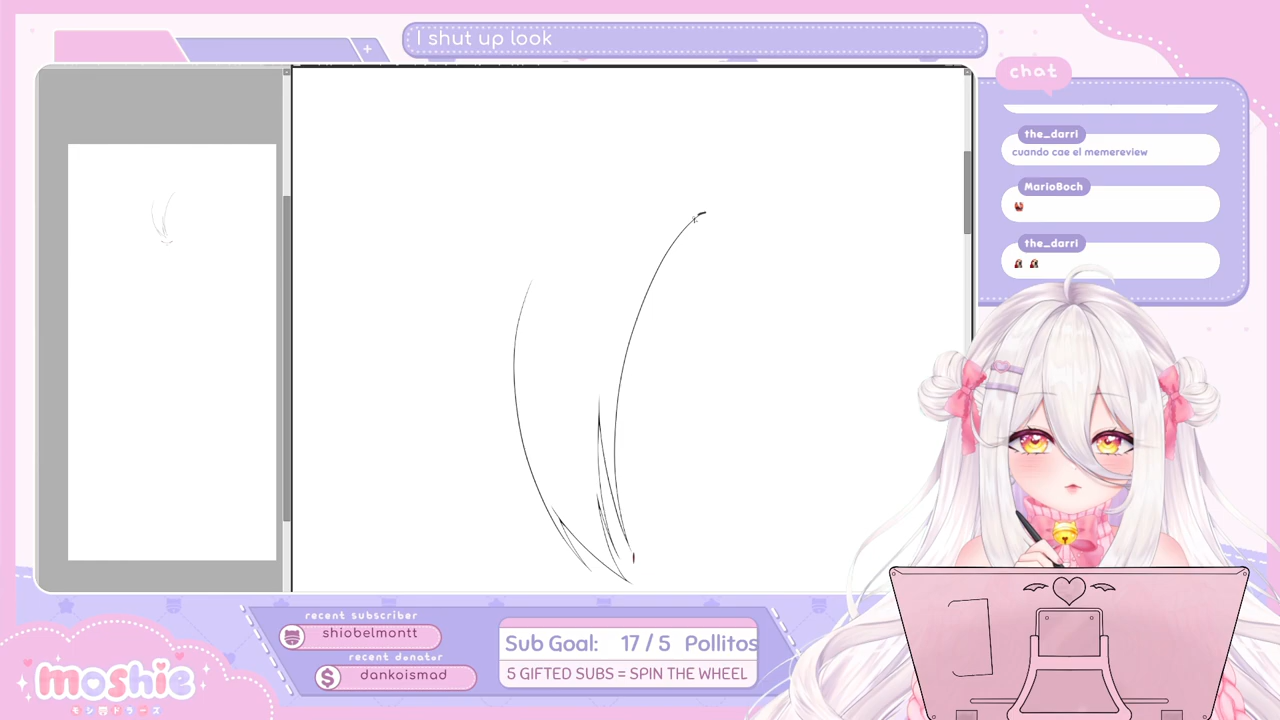 I shut up look
+
chat
the_darri
cuando cae el memereview
MarioBoch
the_darri
recent subscriber
shiobelmontt
recent donator
$
dankoismad
Sub Goal: 17 / 5 Pollitos
5 GIFTED SUBS = SPIN THE WHEEL
moshie